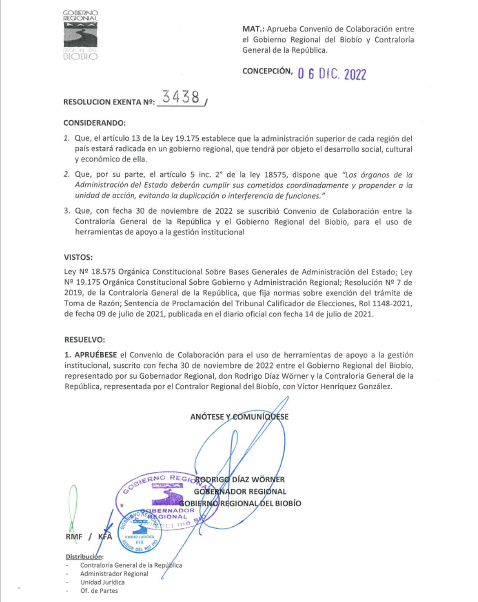 GOBIERNO
REGIONAL
BIOBIO
MAT.: Aprueba Convenio de Colaboración entre
el Gobierno Regional del Biobío y Contraloría
General de la República.
CONCEPCIÓN, 06 DIC. 2022
RESOLUCION EXENTA Nº: 3438 /
CONSIDERANDO:
1. Que, el artículo 13 de la Ley 19.175 establece que la administración superior de cada región del
país estará radicada en un gobierno regional, que tendrá por objeto el desarrollo social, cultural
y económico de ella.
2. Que, por su parte, el artículo 5 inc. 2° de la ley 18575, dispone que "Los órganos de la
Administración del Estado deberán cumplir sus cometidos coordinadamente y propender a la
unidad de acción, evitando la duplicación o interferencia de funciones."
3. Que, con fecha 30 de noviembre de 2022 se suscribió Convenio de Colaboración entre la
Contraloría General de la República y el Gobierno Regional del Biobío, para el uso de
herramientas de apoyo a la gestión institucional
VISTOS:
Ley Nº 18.575 Orgánica Constitucional Sobre Bases Generales de Administración del Estado; Ley
Nº 19.175 Orgánica Constitucional Sobre Gobierno y Administración Regional; Resolución Nº 7 de
2019, de la Contraloría General de la República, que fija normas sobre exención del trámite de
Toma de Razón; Sentencia de Proclamación del Tribunal Calificador de Elecciones, Rol 1148-2021,
de fecha 09 de julio de 2021, publicada en el diario oficial con fecha 14 de julio de 2021.
RESUELVO:
1. APRUÉBESE el Convenio de Colaboración para el uso de herramientas de apoyo a la gestión
institucional, suscrito con fecha 30 de noviembre de 2022 entre el Gobierno Regional del Biobío,
representado por su Gobernador Regional, don Rodrigo Díaz Wörner y la Contraloría General de la
República, representada por el Contralor Regional del Biobío, con Víctor Henríquez González.
ANÓTESE Y COMUNÍQUESE
RODRIGO DÍAZ WÖRNER
GOBERNADOR REGIONAL
GOBIERNO REGIONAL DEL BIOBÍO
GOBIERNO REGIONAL
GOBERNADOR
REGIONAL
RMF / KFA
Distribución:
- Contraloría General de la República
- Administrador Regional
- Unidad Jurídica
- Of. de Partes